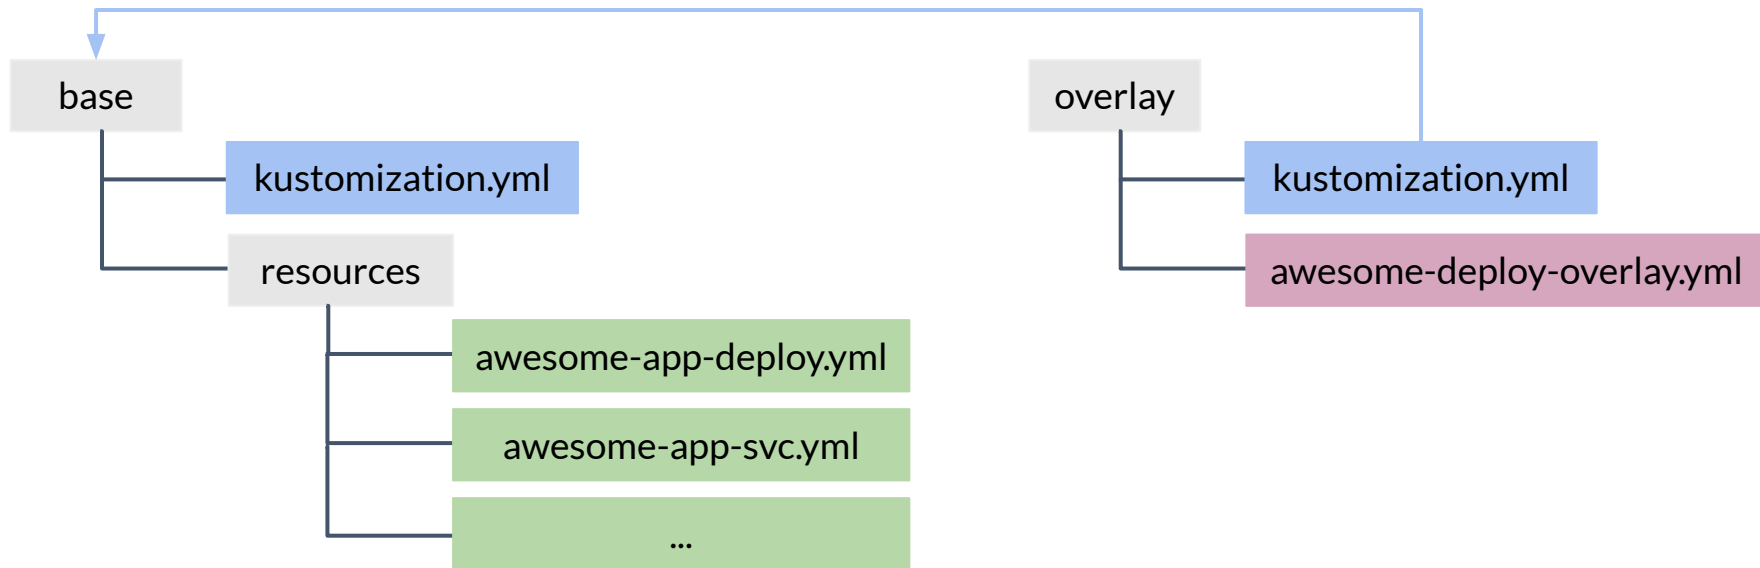 base
kustomization.yml
resources
awesome-app-deploy.yml
awesome-app-svc.yml
...
overlay
kustomization.yml
awesome-deploy-overlay.yml